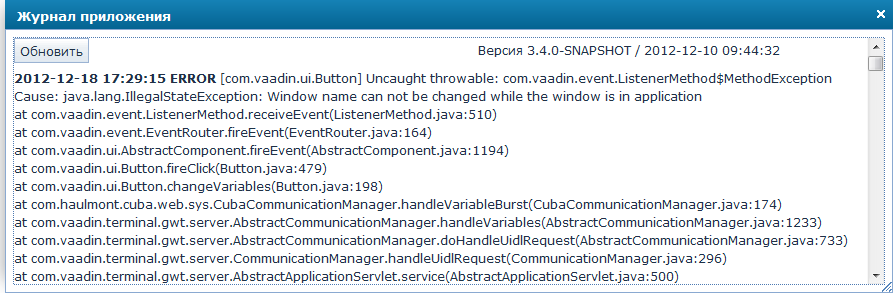 Журнал приложения
Обновить
Версия 3.4.0-SNAPSHOT / 2012-12-10 09:44:32
2012-12-18 17:29:15 ERROR [com.vaadin.ui.Button] Uncaught throwable: com.vaadin.event.ListenerMethod$MethodException
Cause: java.lang.IllegalStateException: Window name can not be changed while the window is in application
at com.vaadin.event.ListenerMethod.receiveEvent(ListenerMethod.java:510)
at com.vaadin.event.EventRouter.fireEvent(EventRouter.java:164)
at com.vaadin.ui.AbstractComponent.fireEvent(AbstractComponent.java:1194)
at com.vaadin.ui.Button.fireClick(Button.java:479)
at com.vaadin.ui.Button.changeVariables(Button.java:198)
at com.haulmont.cuba.web.sys.CubaCommunicationManager.handleVariableBurst(CubaCommunicationManager.java:174)
at com.vaadin.terminal.gwt.server.AbstractCommunicationManager.handleVariables(AbstractCommunicationManager.java:1233)
at com.vaadin.terminal.gwt.server.AbstractCommunicationManager.doHandleUidlRequest(AbstractCommunicationManager.java:733)
at com.vaadin.terminal.gwt.server.CommunicationManager.handleUidlRequest(CommunicationManager.java:296)
at com.vaadin.terminal.gwt.server.AbstractApplicationServlet.service(AbstractApplicationServlet.java:500)